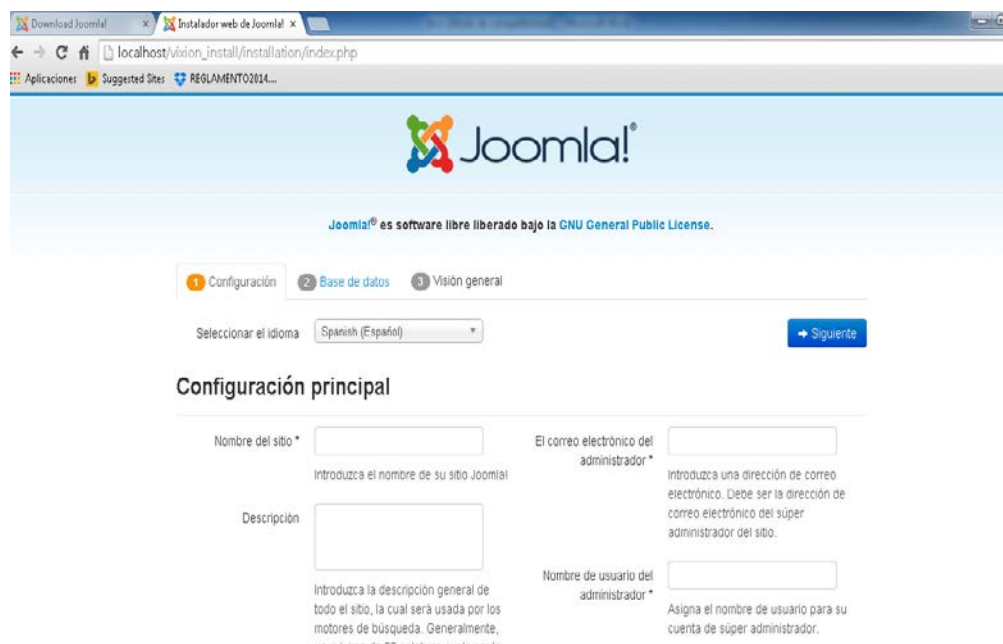 Download Joomla!
Instalador web de Joomla!
localhost/vixion_install/installation/index.php
Aplicaciones
Suggested Sites
REGLAMENTO2014....
Joomla!®
Joomla!® es software libre liberado bajo la GNU General Public License.
1 Configuración
2 Base de datos
3 Visión general
Seleccionar el idioma
Spanish (Español)
Siguiente
Configuración principal
Nombre del sitio *
Introduzca el nombre de su sitio Joomla!
Descripción
Introduzca la descripción general de
todo el sitio, la cual será usada por los
motores de búsqueda. Generalmente,
El correo electrónico del
administrador *
Introduzca una dirección de correo
electrónico. Debe ser la dirección de
correo electrónico del súper
administrador del sitio.
Nombre de usuario del
administrador *
Asigna el nombre de usuario para su
cuenta de súper administrador.